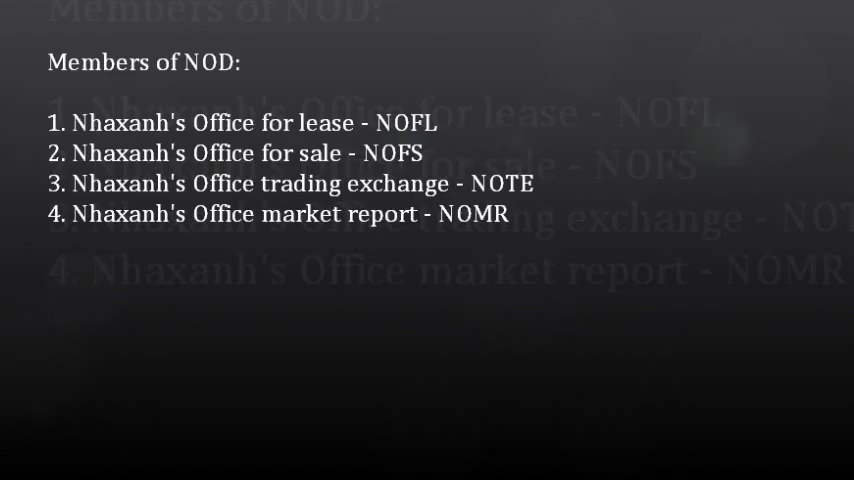 Members of NOD:
1. Nhaxanh's Office for lease - NOFL
2. Nhaxanh's Office for sale - NOFS
3. Nhaxanh's Office trading exchange - NOTE
4. Nhaxanh's Office market report - NOMR